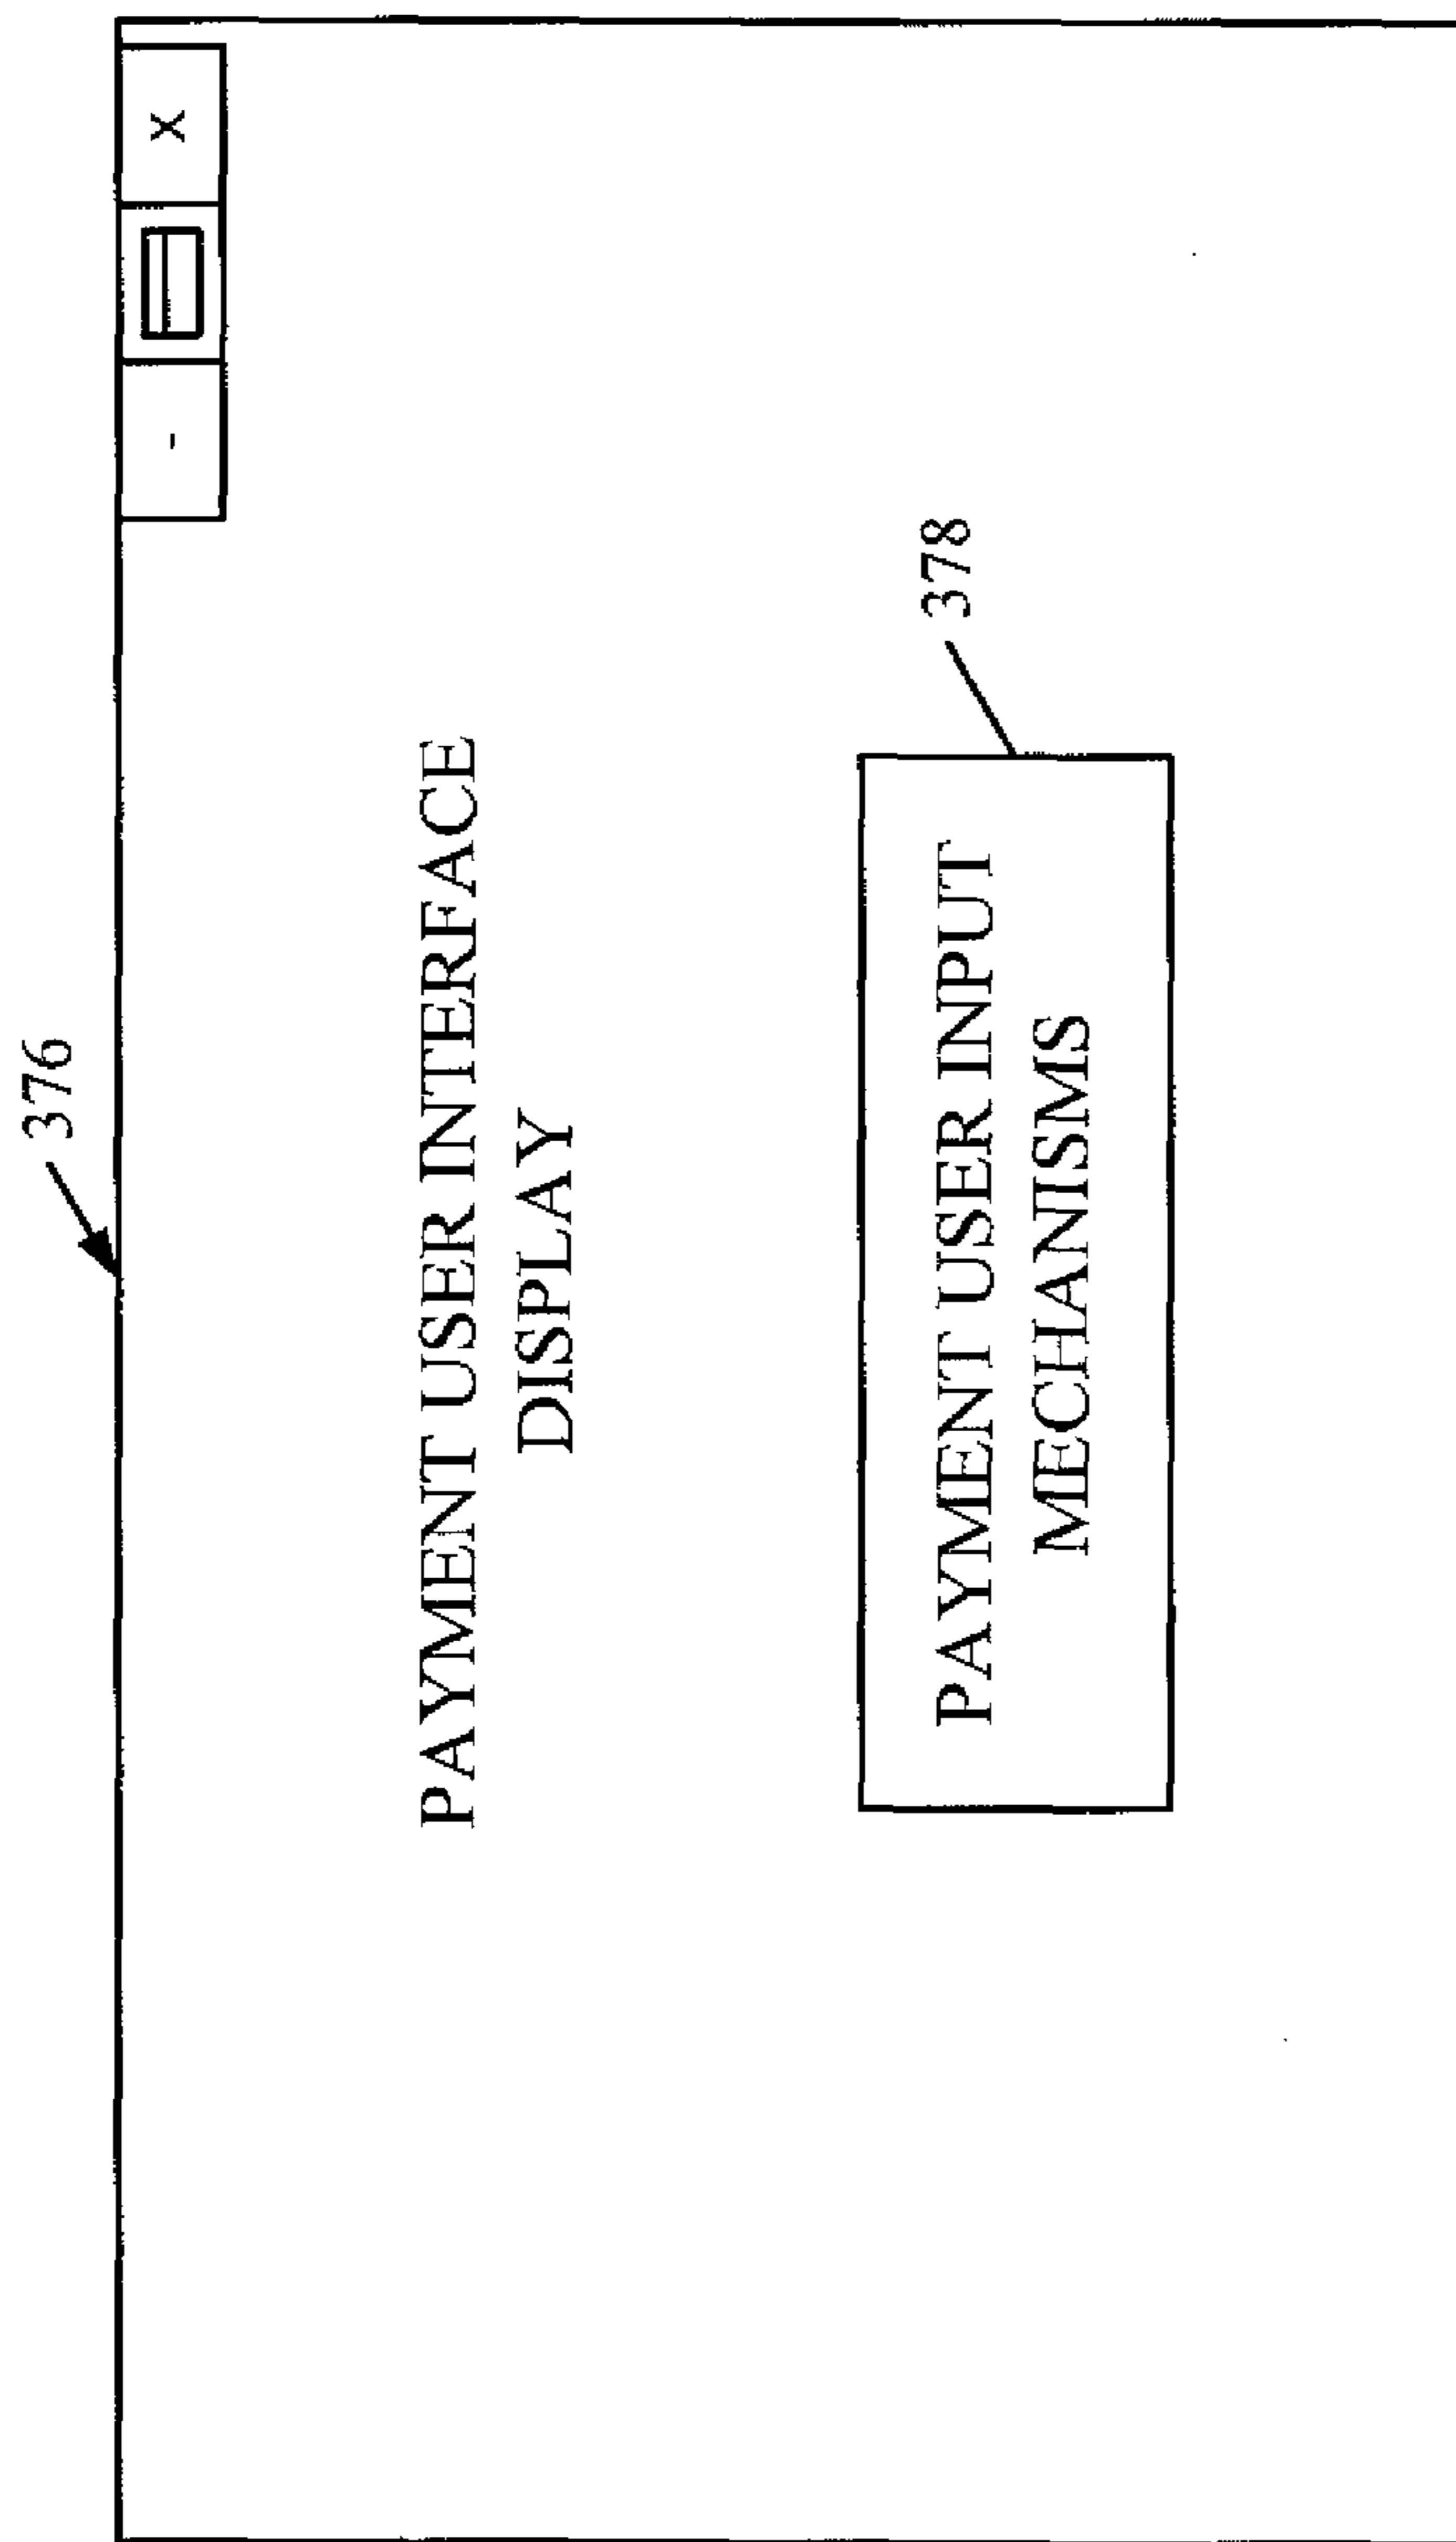 376
- X
PAYMENT USER INTERFACE
DISPLAY
378
PAYMENT USER INPUT
MECHANISMS